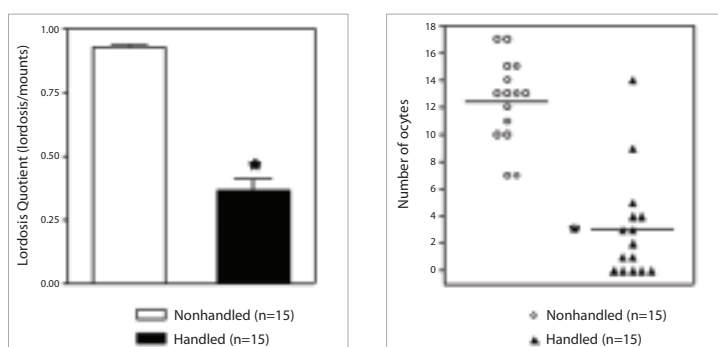 1.00
0.75
0.50
0.25
0.00
Lordosis Quotient (lordosis/mounts)
Nonhandled (n=15)
Handled (n=15)
18
16
14
12
10
8
6
4
2
0
Number of ocytes
Nonhandled (n=15)
Handled (n=15)